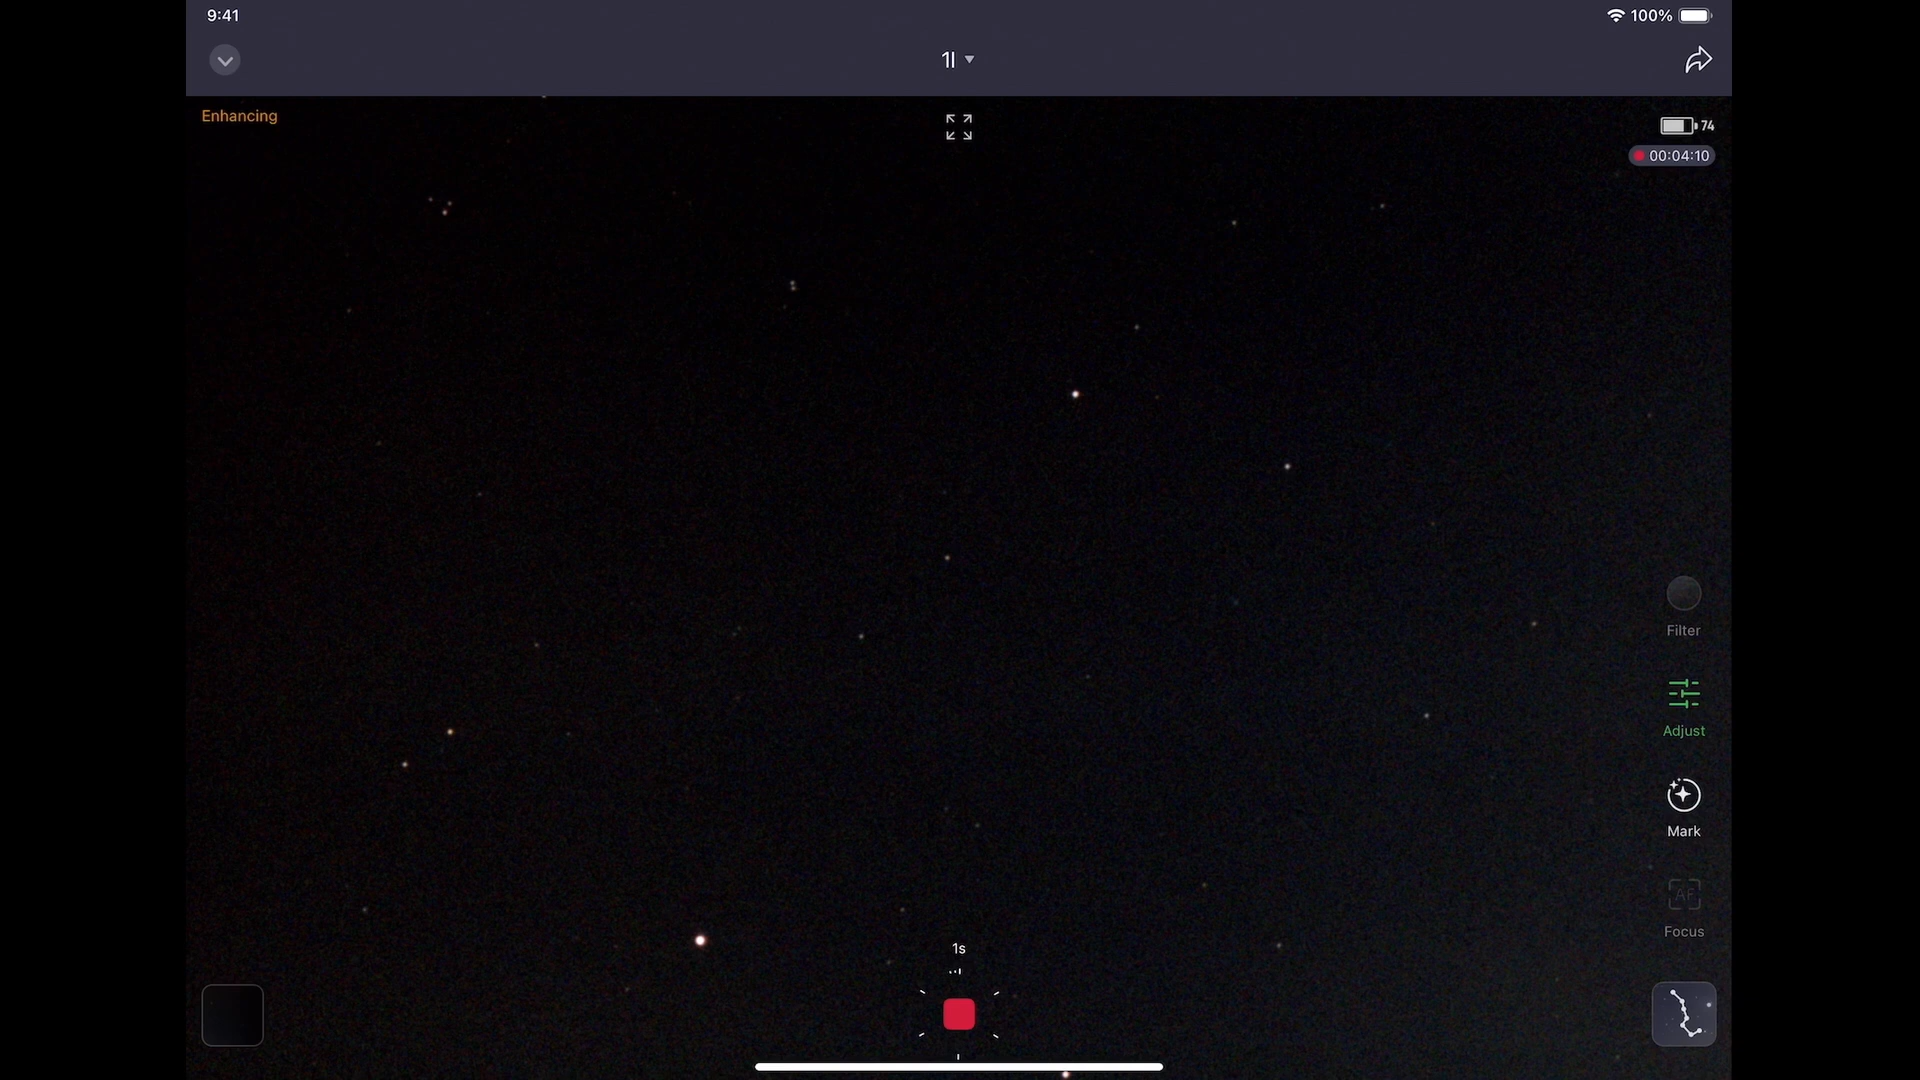 9:41
100%
1l
Enhancing
74
00:04:10
Filter
Adjust
Mark
AF
Focus
1s